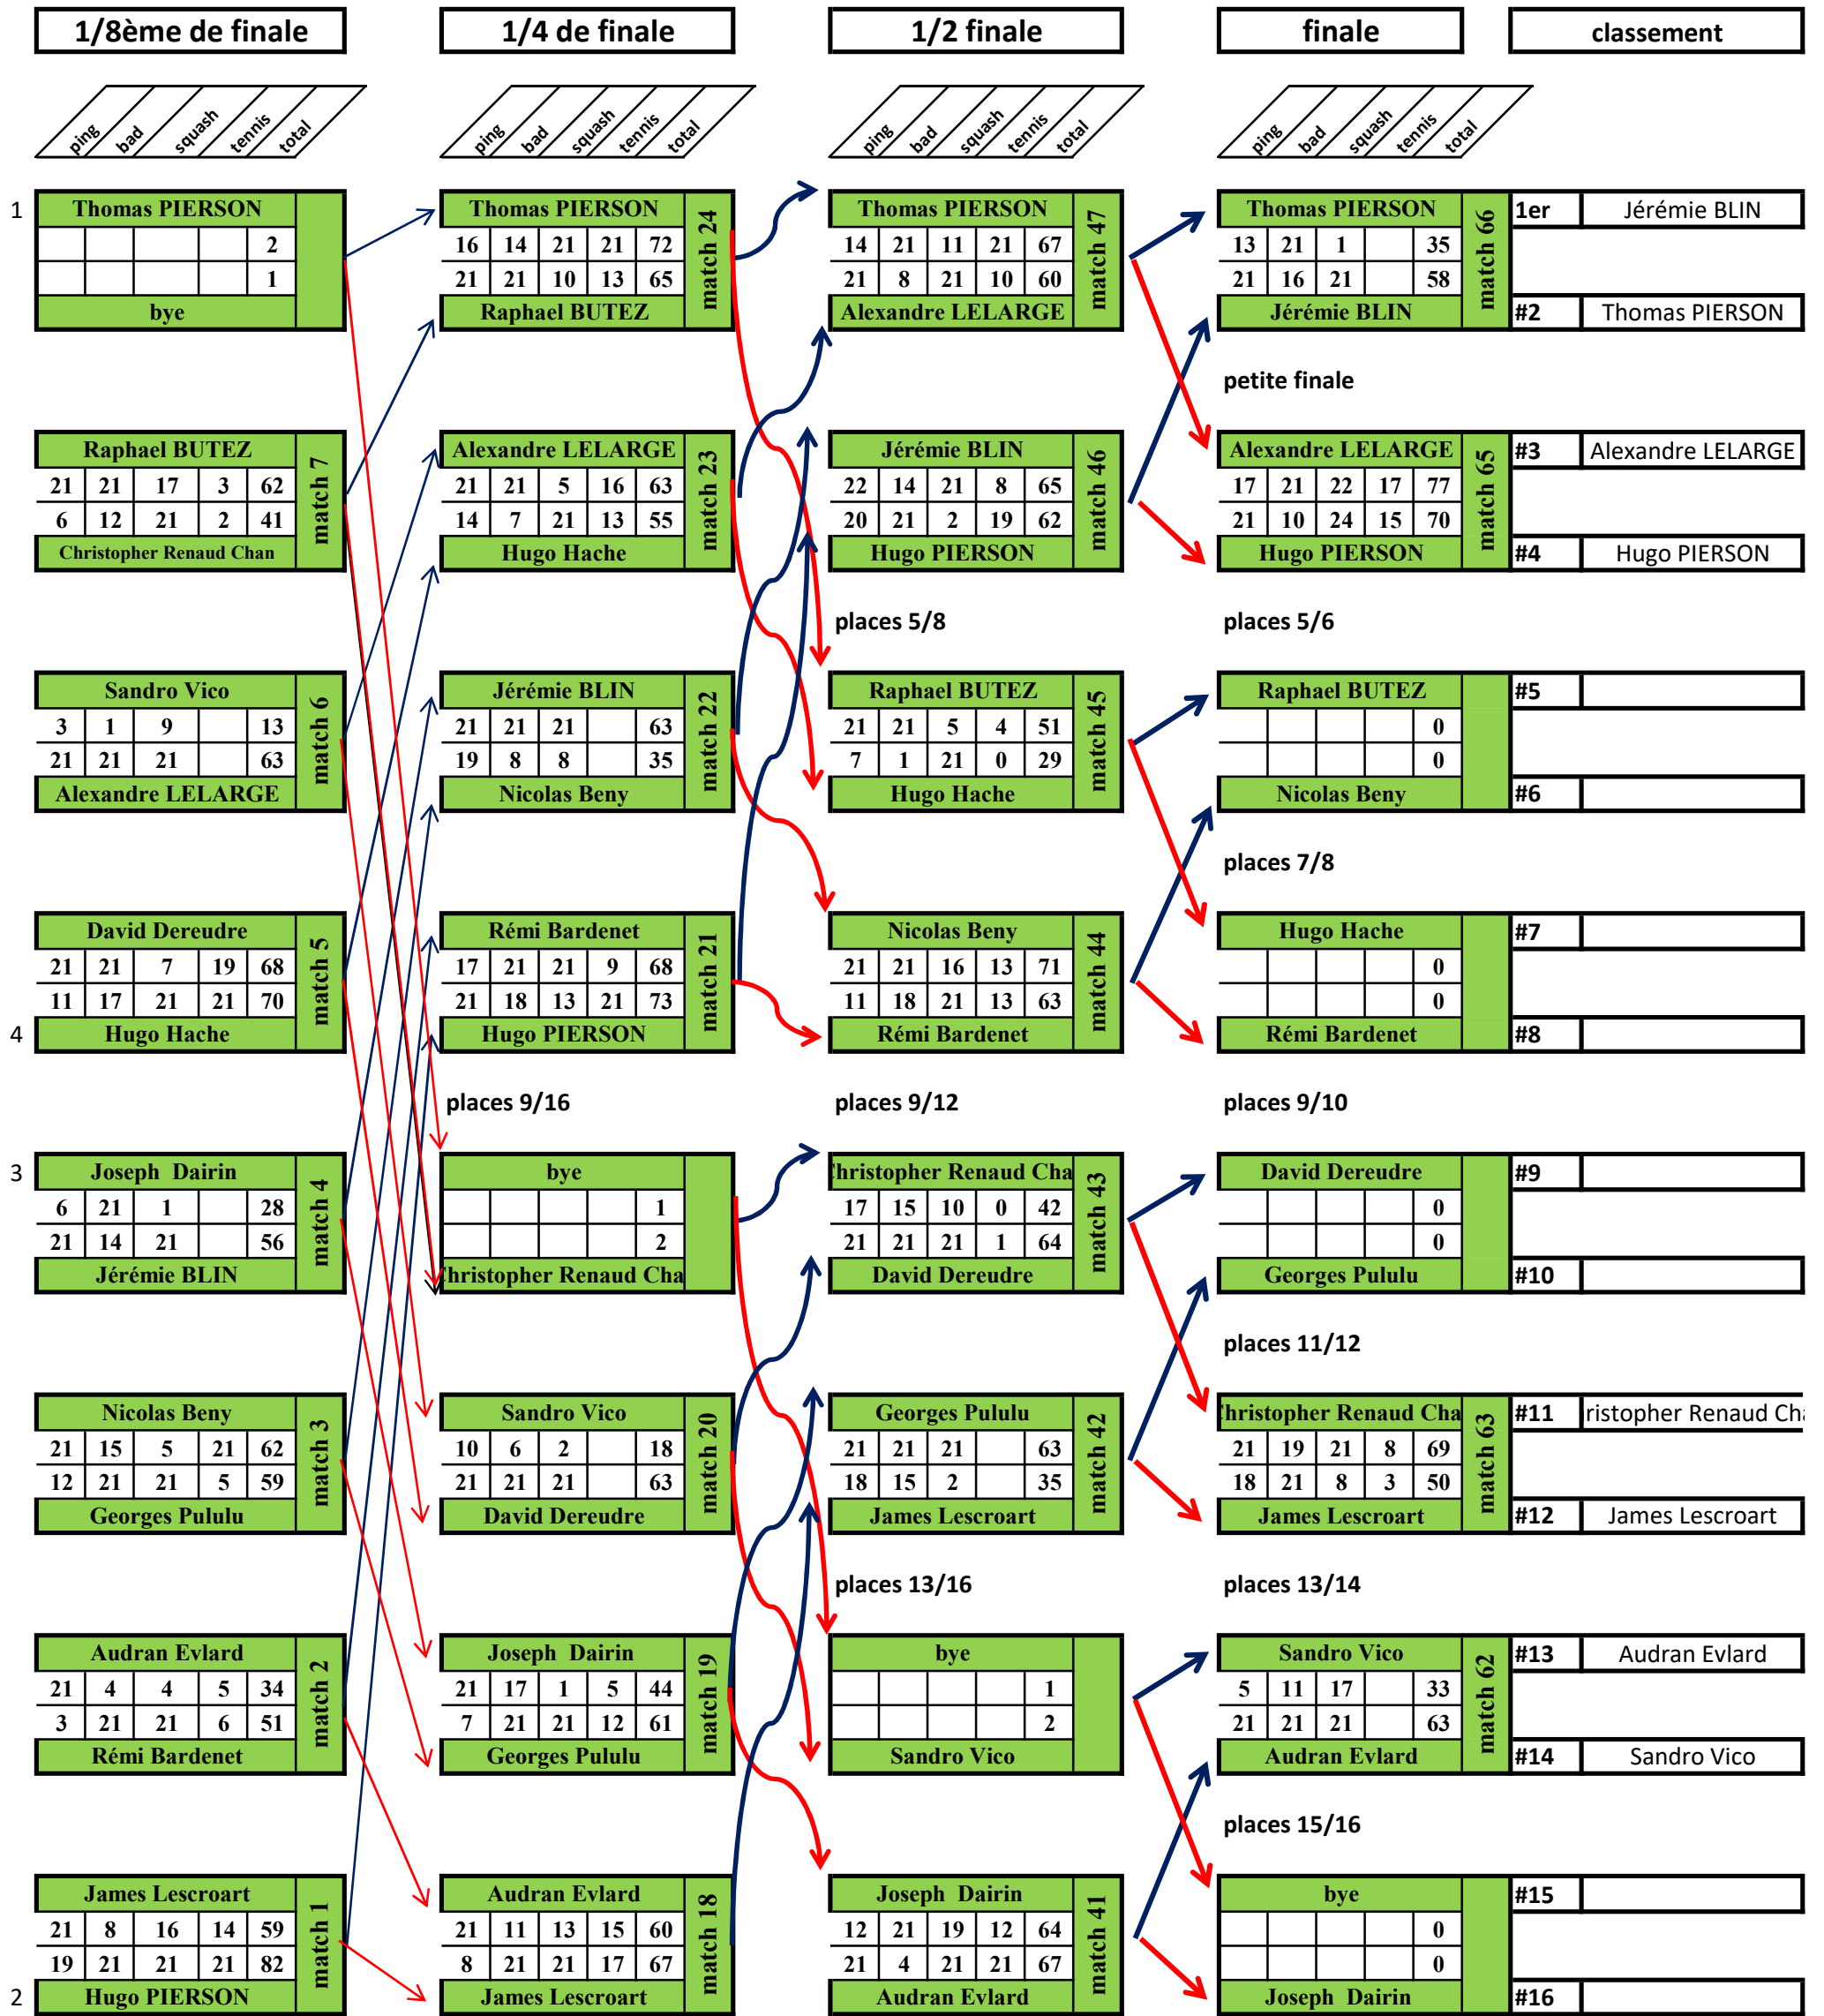 1/8ème de finale 1/4 de finale 1/2 finale finale classement
ping bad squash tennis total ping bad squash tennis total ping bad squash tennis total ping bad squash tennis total
1 Thomas PIERSON Thomas PIERSON match 24 Thomas PIERSON match 47 Thomas PIERSON match 66 1er Jérémie BLIN
2 16 14 21 21 72 14 21 11 21 67 13 21 1 35
1 21 21 10 13 65 21 8 21 10 60 21 16 21 58
bye Raphael BUTEZ Alexandre LELARGE Jérémie BLIN #2 Thomas PIERSON
petite finale
Raphael BUTEZ match 7 Alexandre LELARGE match 23 Jérémie BLIN match 46 Alexandre LELARGE match 65 #3 Alexandre LELARGE
21 21 17 3 62 21 21 5 16 63 22 14 21 8 65 17 21 22 17 77
6 12 21 2 41 14 7 21 13 55 20 21 2 19 62 21 10 24 15 70
Christopher Renaud Chan Hugo Hache Hugo PIERSON Hugo PIERSON #4 Hugo PIERSON
places 5/8 places 5/6
Sandro Vico match 6 Jérémie BLIN match 22 Raphael BUTEZ match 45 Raphael BUTEZ #5
3 1 9 13 21 21 21 63 21 21 5 4 51 0
21 21 21 63 19 8 8 35 7 1 21 0 29 0
Alexandre LELARGE Nicolas Beny Hugo Hache Nicolas Beny #6
places 7/8
David Dereudre match 5 Rémi Bardenet match 21 Nicolas Beny match 44 Hugo Hache #7
21 21 7 19 68 17 21 21 9 68 21 21 16 13 71 0
11 17 21 21 70 21 18 13 21 73 11 18 21 13 63 0
4 Hugo Hache Hugo PIERSON Rémi Bardenet Rémi Bardenet #8
places 9/16 places 9/12 places 9/10
3 Joseph Dairin match 4 bye hristopher Renaud Cha match 43 David Dereudre #9
6 21 1 28 1 17 15 10 0 42 0
21 14 21 56 2 21 21 21 1 64 0
Jérémie BLIN hristopher Renaud Cha David Dereudre Georges Pululu #10
places 11/12
Nicolas Beny match 3 Sandro Vico match 20 Georges Pululu match 42 hristopher Renaud Cha match 63 #11 ristopher Renaud Cha
21 15 5 21 62 10 6 2 18 21 21 21 63 21 19 21 8 69
12 21 21 5 59 21 21 21 63 18 15 2 35 18 21 8 3 50
Georges Pululu David Dereudre James Lescroart James Lescroart #12 James Lescroart
places 13/16 places 13/14
Audran Evlard match 2 Joseph Dairin match 19 bye Sandro Vico match 62 #13 Audran Evlard
21 4 4 5 34 21 17 1 5 44 1 5 11 17 33
3 21 21 6 51 7 21 21 12 61 2 21 21 21 63
Rémi Bardenet Georges Pululu Sandro Vico Audran Evlard #14 Sandro Vico
places 15/16
James Lescroart match 1 Audran Evlard match 18 Joseph Dairin match 41 bye #15
21 8 16 14 59 21 11 13 15 60 12 21 19 12 64 0
19 21 21 21 82 8 21 21 17 67 21 4 21 21 67 0
2 Hugo PIERSON James Lescroart Audran Evlard Joseph Dairin #16